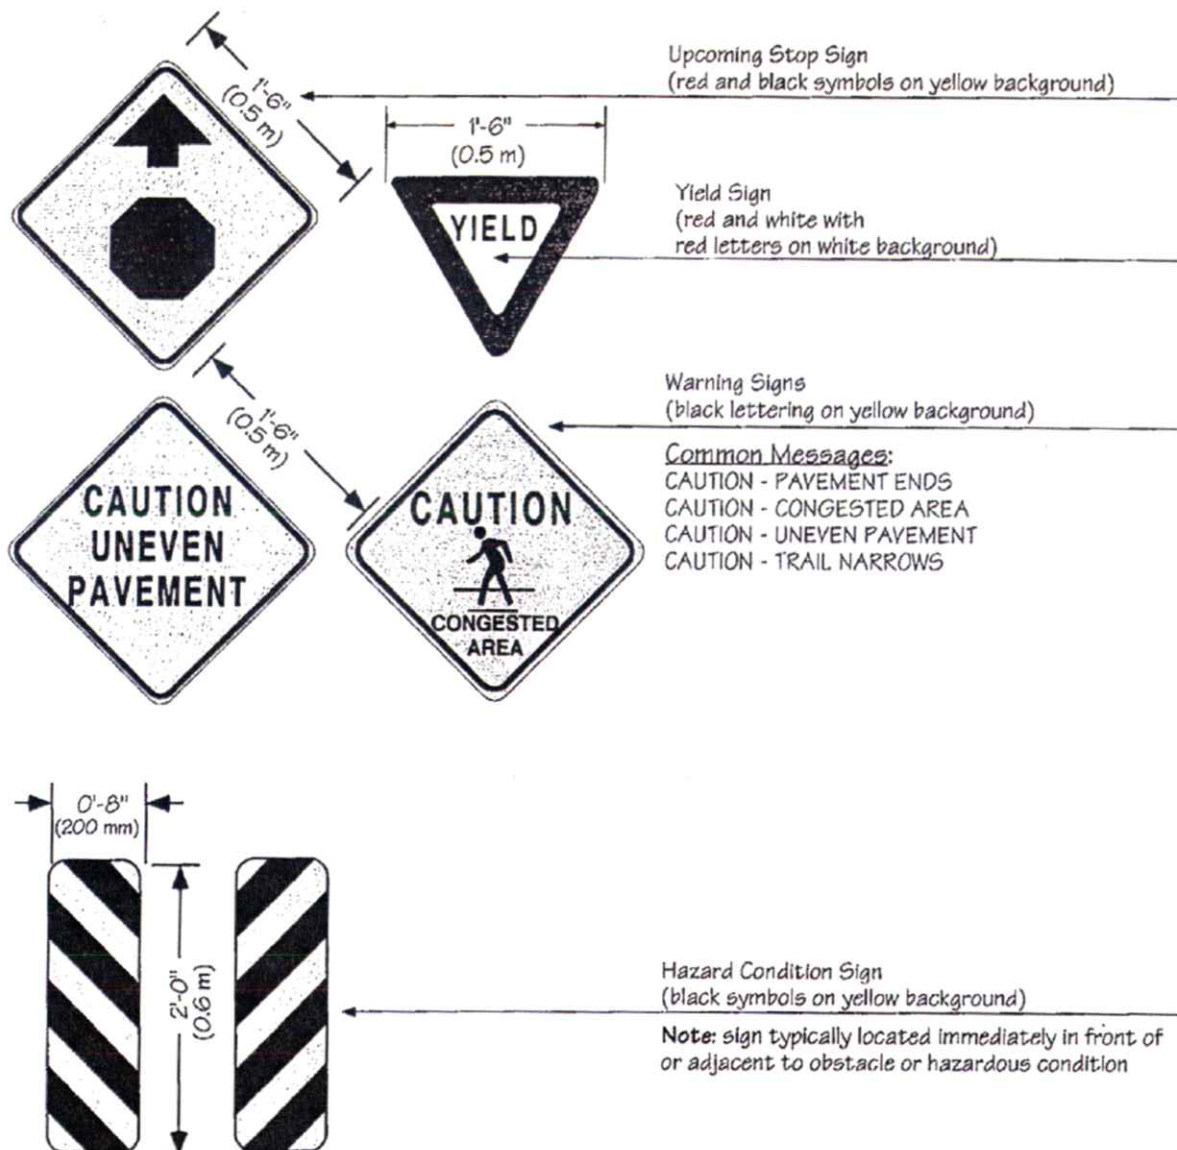 1'-6"
(0.5 m)
Upcoming Stop Sign
(red and black symbols on yellow background)
1'-6"
(0.5 m)
YIELD
Yield Sign
(red and white with
red letters on white background)
1'-6"
(0.5 m)
CAUTION
UNEVEN
PAVEMENT
CAUTION
CONGESTED
AREA
Warning Signs
(black lettering on yellow background)
Common Messages:
CAUTION - PAVEMENT ENDS
CAUTION - CONGESTED AREA
CAUTION - UNEVEN PAVEMENT
CAUTION - TRAIL NARROWS
0'-8"
(200 mm)
2'-0"
(0.6 m)
Hazard Condition Sign
(black symbols on yellow background)
Note: sign typically located immediately in front of
or adjacent to obstacle or hazardous condition